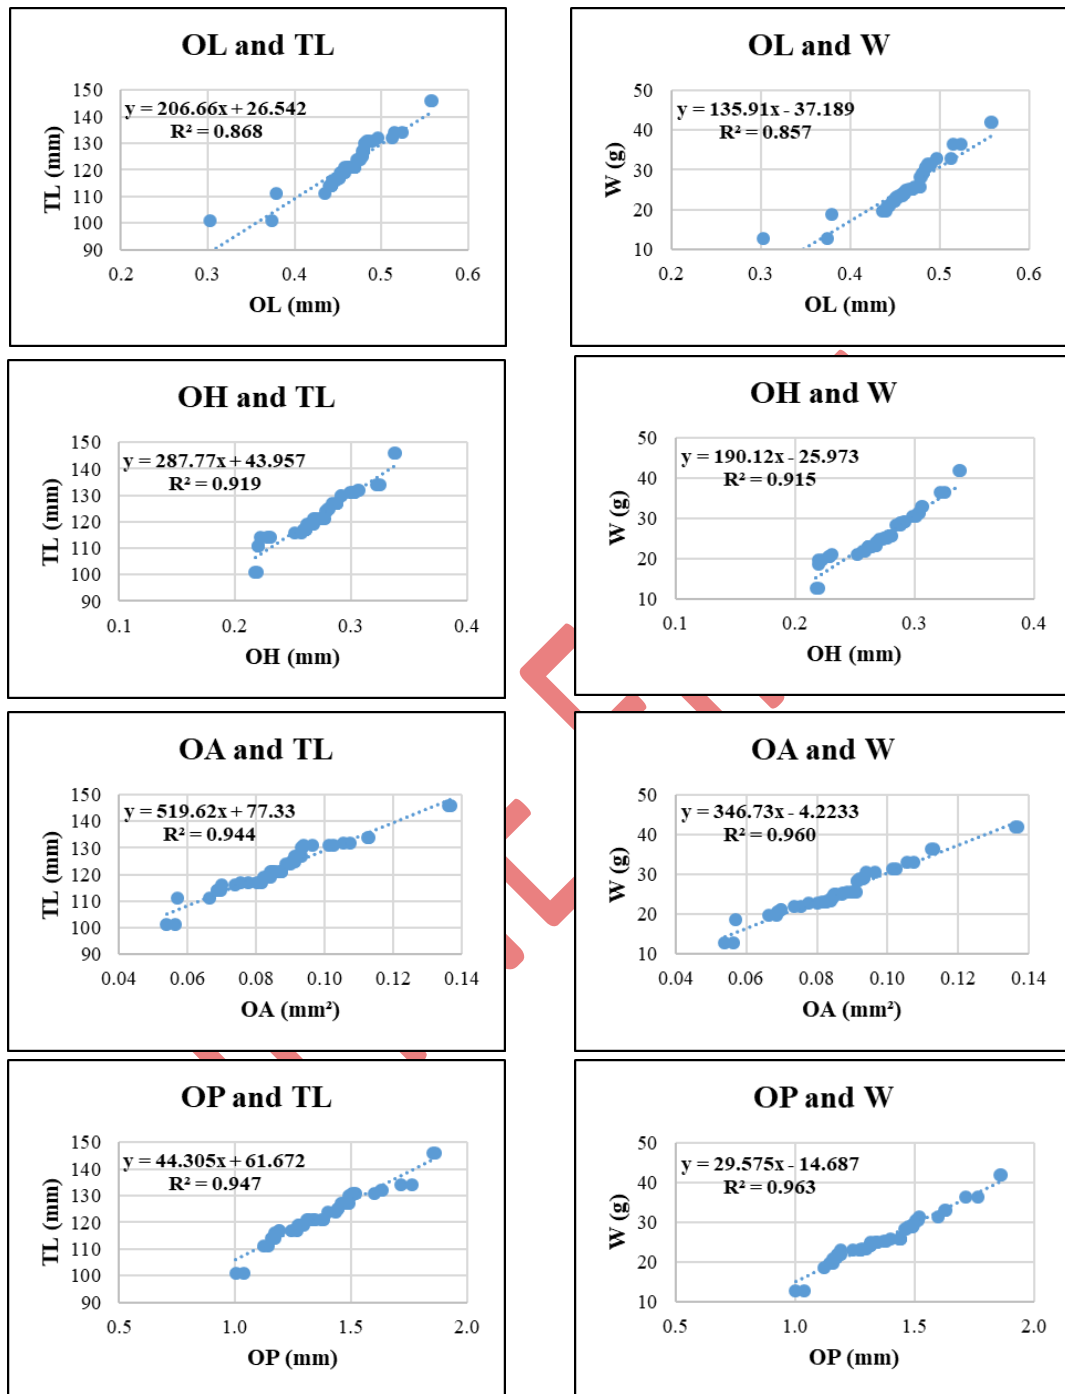 OL and TL
150
140
130
120
110
100
90
y = 206.66x + 26.542
R² = 0.868
TL (mm)
0.2 0.3 0.4 0.5 0.6
OL (mm)
OL and W
50
40
30
20
10
y = 135.91x - 37.189
R² = 0.857
W (g)
0.2 0.3 0.4 0.5 0.6
OL (mm)
OH and TL
150
140
130
120
110
100
90
y = 287.77x + 43.957
R² = 0.919
TL (mm)
0.1 0.2 0.3 0.4
OH (mm)
OH and W
50
40
30
20
10
y = 190.12x - 25.973
R² = 0.915
W (g)
0.1 0.2 0.3 0.4
OH (mm)
OA and TL
150
140
130
120
110
100
90
y = 519.62x + 77.33
R² = 0.944
TL (mm)
0.04 0.06 0.08 0.10 0.12 0.14
OA (mm²)
OA and W
50
40
30
20
10
y = 346.73x - 4.2233
R² = 0.960
W (g)
0.04 0.06 0.08 0.10 0.12 0.14
OA (mm²)
OP and TL
150
140
130
120
110
100
90
y = 44.305x + 61.672
R² = 0.947
TL (mm)
0.5 1.0 1.5 2.0
OP (mm)
OP and W
50
40
30
20
10
y = 29.575x - 14.687
R² = 0.963
W (g)
0.5 1.0 1.5 2.0
OP (mm)